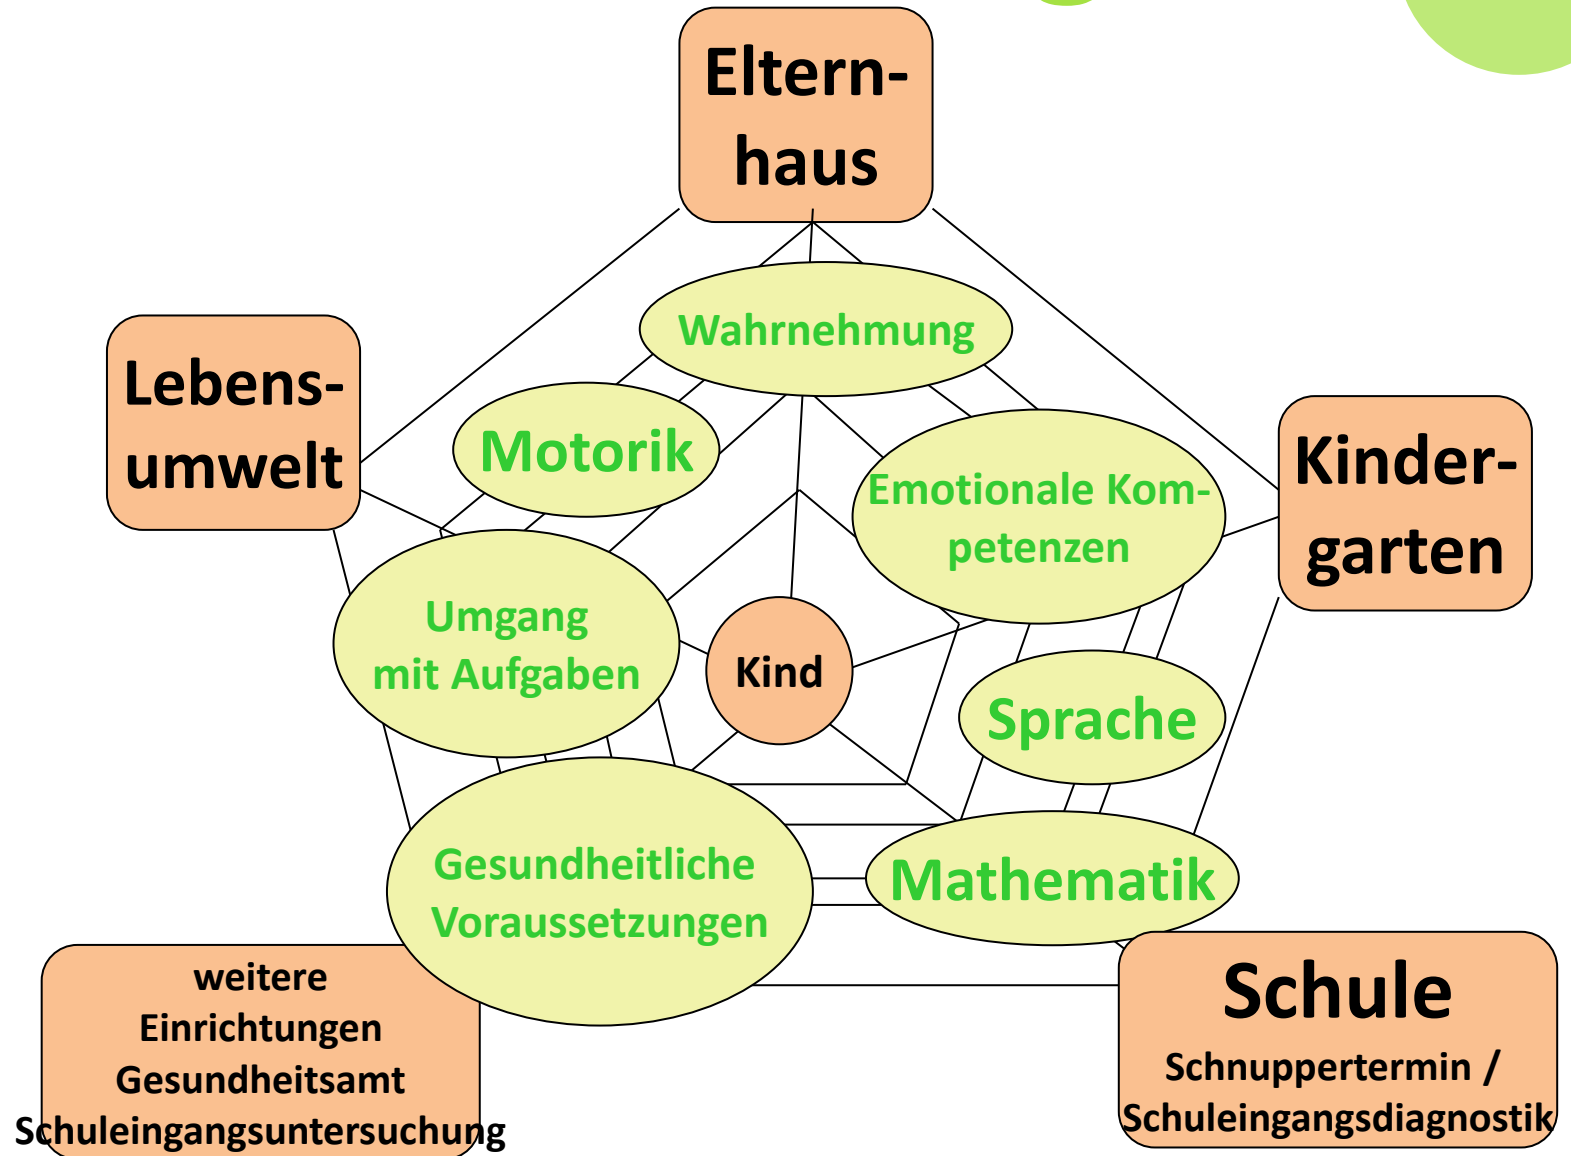 Eltern-
haus
Wahrnehmung
Lebens-
umwelt
Motorik
Emotionale Kom-
petenzen
Kinder-
garten
Umgang
mit Aufgaben
Kind
Sprache
Gesundheitliche
Voraussetzungen
Mathematik
weitere
Einrichtungen
Gesundheitsamt
Schuleingangsuntersuchung
Schule
Schnuppertermin /
Schuleingangsdiagnostik